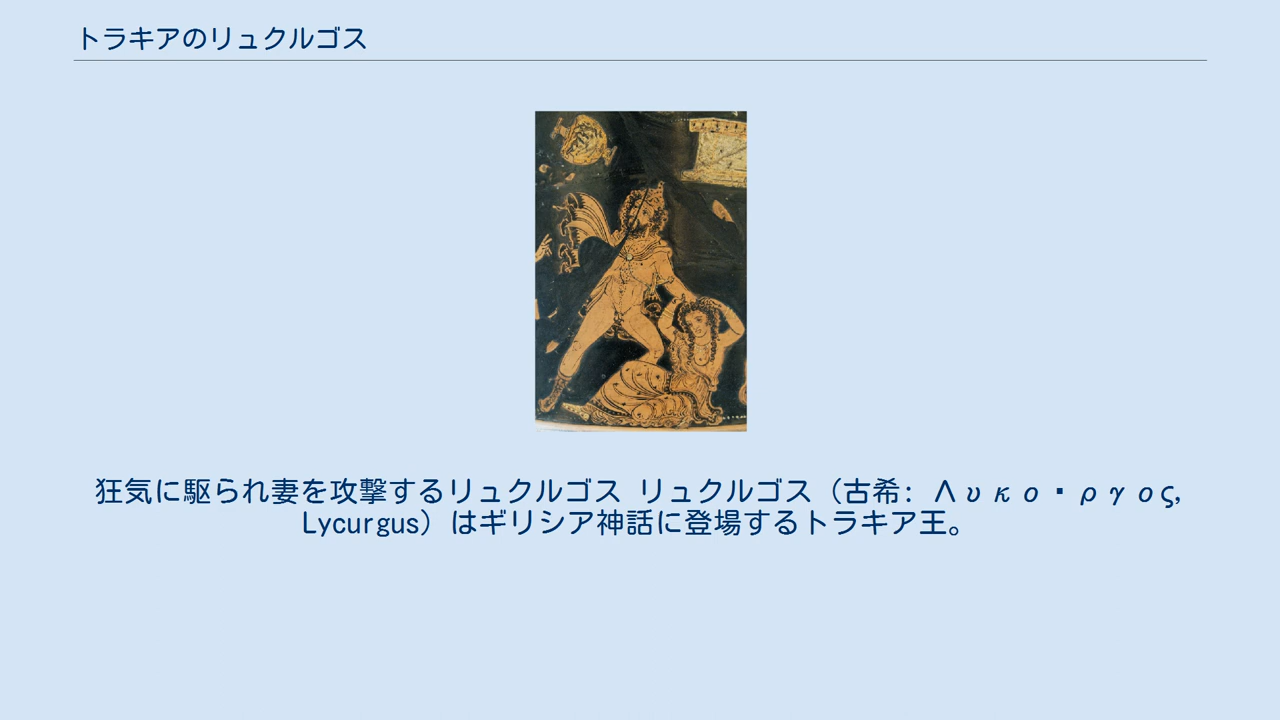 トラキアのリュクルゴス
狂気に駆られ妻を攻撃するリュクルゴス リュクルゴス（古希: Λυκο・ργος,
Lycurgus）はギリシア神話に登場するトラキア王。